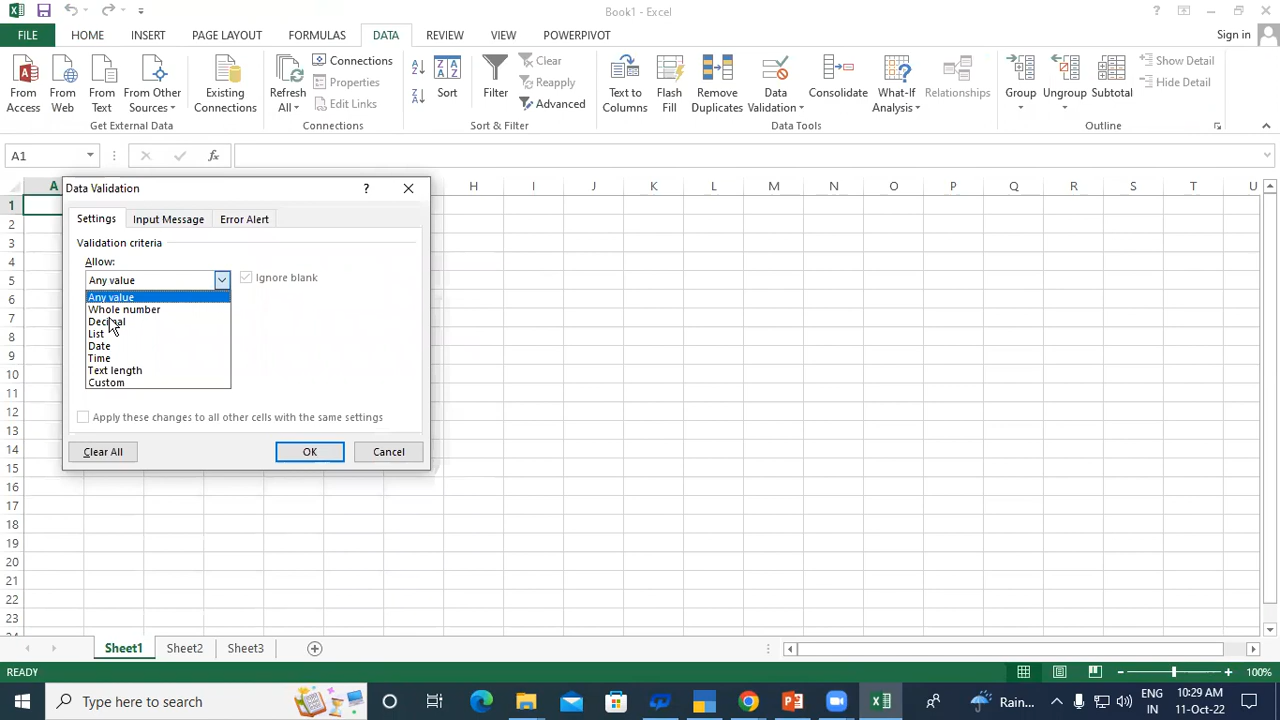 Book1 - Excel
FILE HOME INSERT PAGE LAYOUT FORMULAS DATA REVIEW VIEW POWERPIVOT Sign in
From Access
From Web
From Text
From Other Sources
Existing Connections
Get External Data
Refresh All
Connections
Properties
Edit Links
Connections
Sort
Filter
Clear
Reapply
Advanced
Sort & Filter
Text to Columns
Flash Fill
Remove Duplicates
Data Validation
Consolidate
What-If Analysis
Relationships
Data Tools
Group
Ungroup
Subtotal
Show Detail
Hide Detail
Outline
A1 fx
A H I J K L M N O P Q R S T U
1
2
3
4
5
6
7
8
9
10
11
12
13
14
15
16
17
18
19
20
21
22
23
Data Validation ?
Settings Input Message Error Alert
Validation criteria
Allow:
Any value Ignore blank
Any value
Whole number
Decimal
List
Date
Time
Text length
Custom
Apply these changes to all other cells with the same settings
Clear All OK Cancel
Sheet1 Sheet2 Sheet3
READY 100%
Type here to search
Rain...
ENG
IN
10:29 AM
11-Oct-22